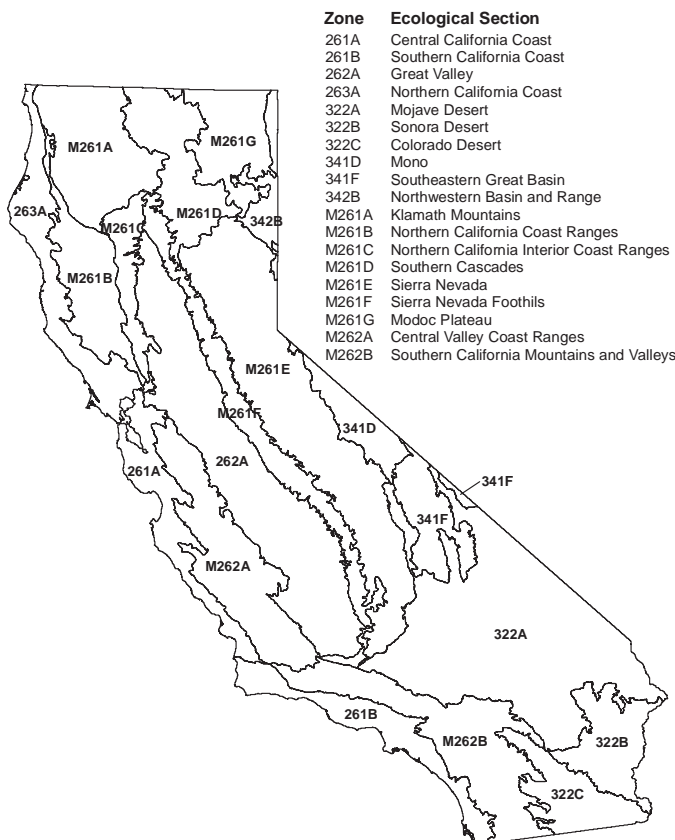 Zone Ecological Section
261A Central California Coast
261B Southern California Coast
262A Great Valley
263A Northern California Coast
322A Mojave Desert
322B Sonora Desert
322C Colorado Desert
341D Mono
341F Southeastern Great Basin
342B Northwestern Basin and Range
M261A Klamath Mountains
M261B Northern California Coast Ranges
M261C Northern California Interior Coast Ranges
M261D Southern Cascades
M261E Sierra Nevada
M261F Sierra Nevada Foothils
M261G Modoc Plateau
M262A Central Valley Coast Ranges
M262B Southern California Mountains and Valleys
M261A
M261G
263A
M261D
342B
M261C
M261B
M261E
M261F
341D
262A
261A
341F
341F
M262A
322A
261B
M262B
322B
322C